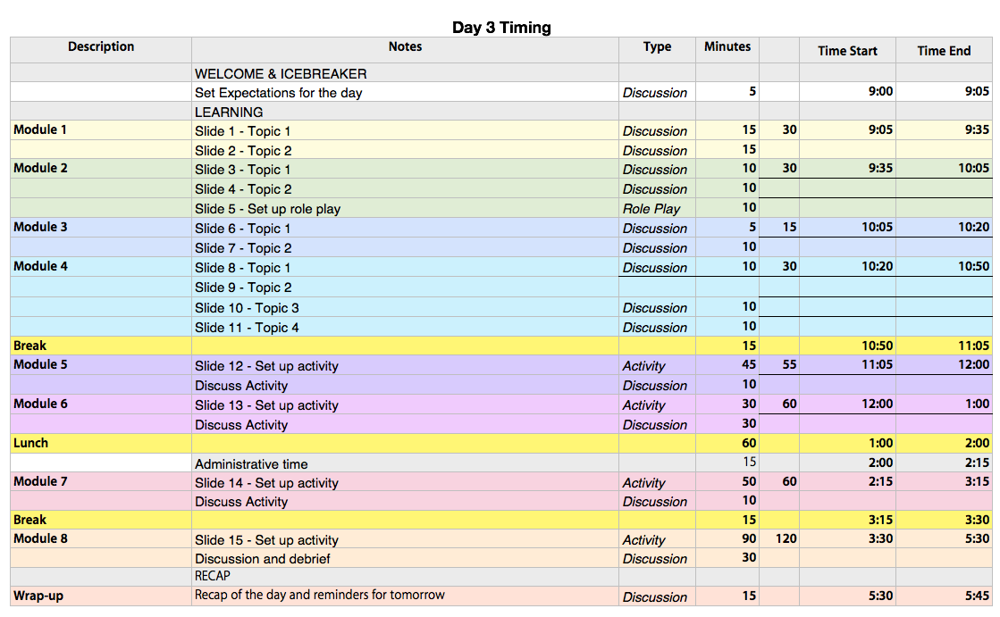 Day 3 Timing
Description Notes Type Minutes Time Start Time End
WELCOME & ICEBREAKER
Set Expectations for the day Discussion 5 9:00 9:05
LEARNING
Module 1 Slide 1 - Topic 1 Discussion 15 30 9:05 9:35
Slide 2 - Topic 2 Discussion 15
Module 2 Slide 3 - Topic 1 Discussion 10 30 9:35 10:05
Slide 4 - Topic 2 Discussion 10
Slide 5 - Set up role play Role Play 10
Module 3 Slide 6 - Topic 1 Discussion 5 15 10:05 10:20
Slide 7 - Topic 2 Discussion 10
Module 4 Slide 8 - Topic 1 Discussion 10 30 10:20 10:50
Slide 9 - Topic 2
Slide 10 - Topic 3 Discussion 10
Slide 11 - Topic 4 Discussion 10
Break 15 10:50 11:05
Module 5 Slide 12 - Set up activity Activity 45 55 11:05 12:00
Discuss Activity Discussion 10
Module 6 Slide 13 - Set up activity Activity 30 60 12:00 1:00
Discuss Activity Discussion 30
Lunch 60 1:00 2:00
Administrative time 15 2:00 2:15
Module 7 Slide 14 - Set up activity Activity 50 60 2:15 3:15
Discuss Activity Discussion 10
Break 15 3:15 3:30
Module 8 Slide 15 - Set up activity Activity 90 120 3:30 5:30
Discussion and debrief Discussion 30
RECAP
Wrap-up Recap of the day and reminders for tomorrow Discussion 15 5:30 5:45